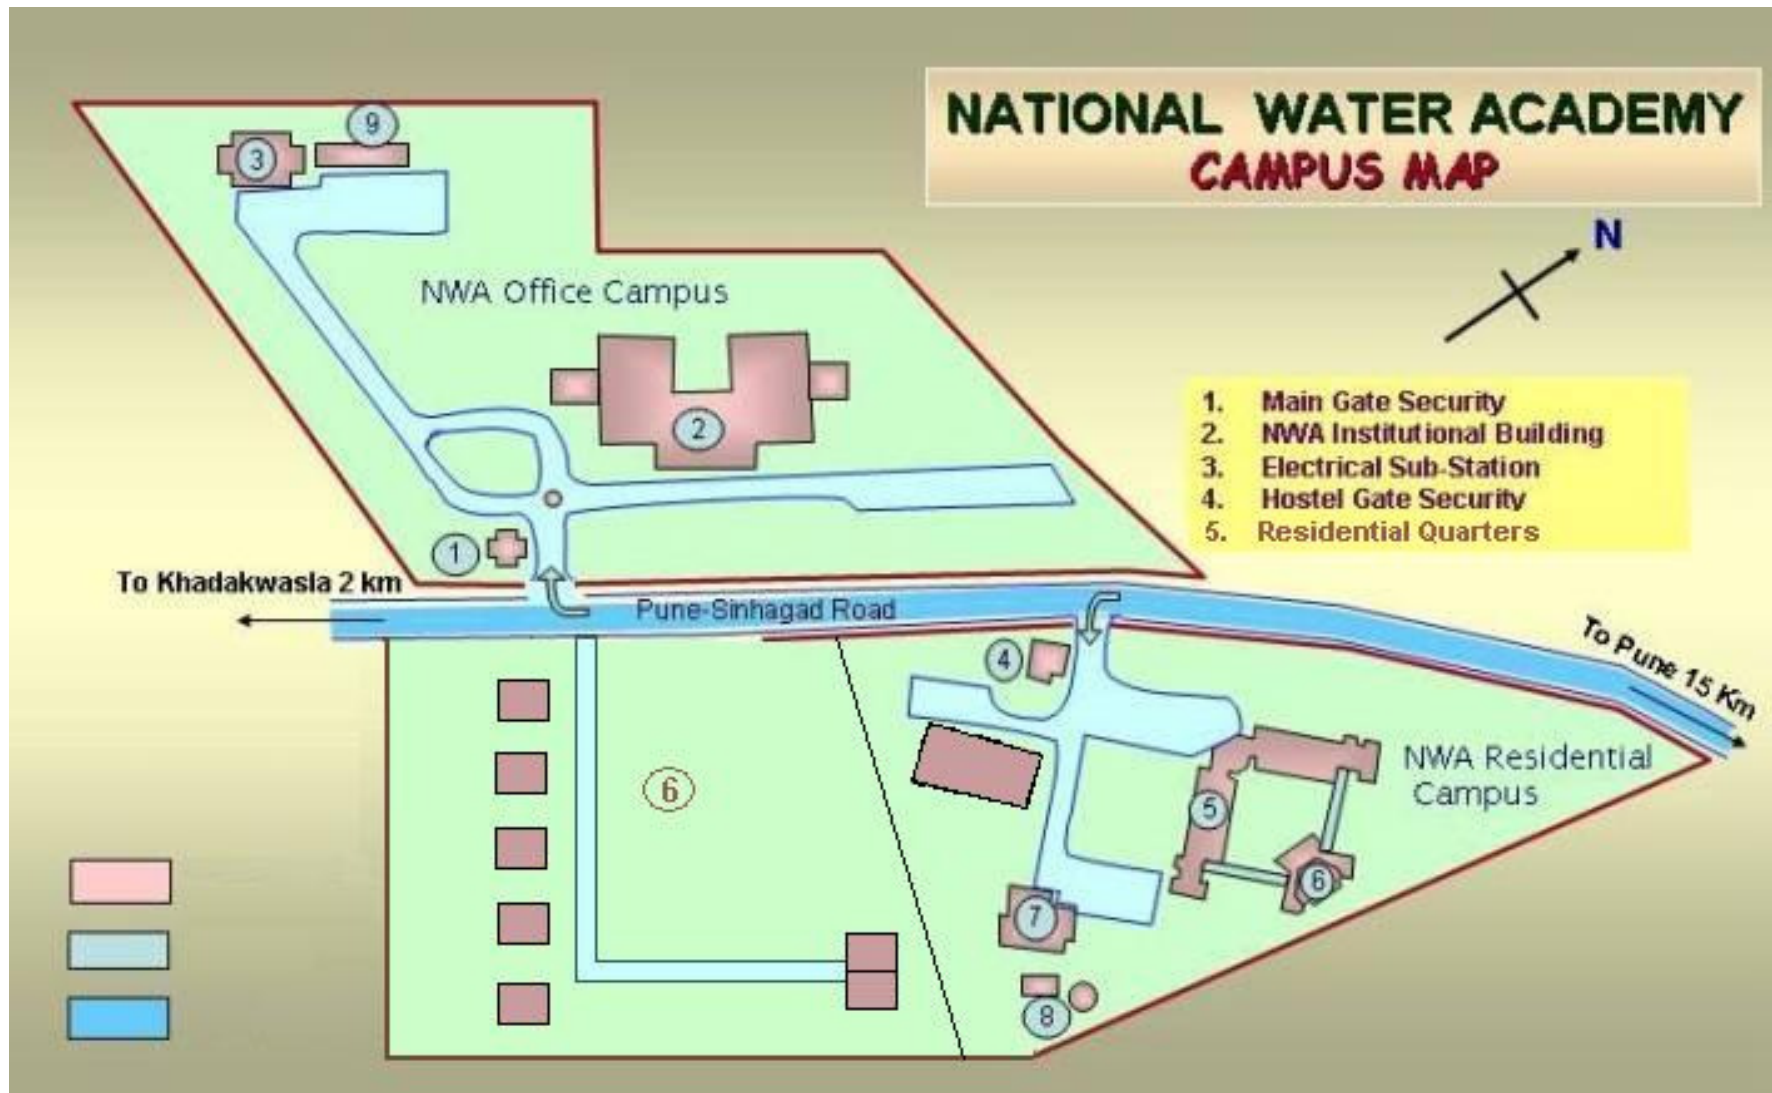 NATIONAL WATER ACADEMY
CAMPUS MAP
N
9
3
NWA Office Campus
2
1
1. Main Gate Security
2. NWA Institutional Building
3. Electrical Sub-Station
4. Hostel Gate Security
5. Residential Quarters
To Khadakwasla 2 km
Pune-Sinhagad Road
To Pune 15 Km
4
NWA Residential
Campus
6
5
6
7
8